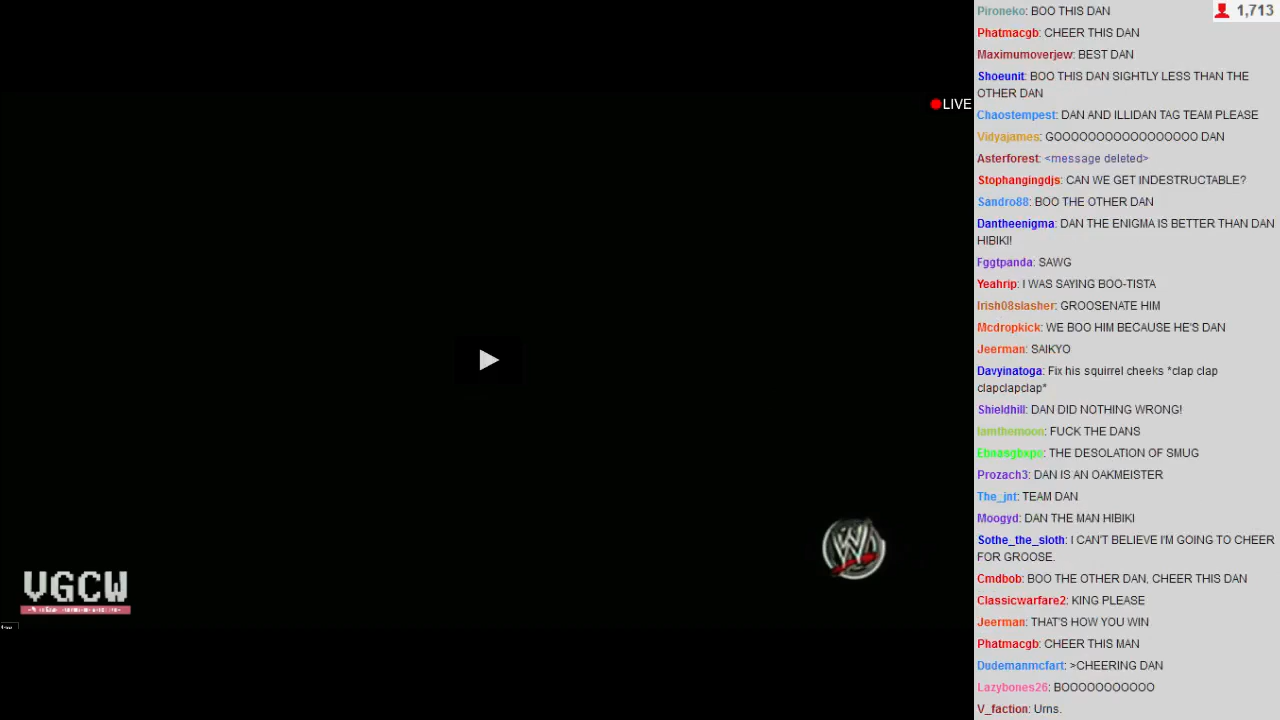 Pironeko: BOO THIS DAN
1,713
Phatmacgb: CHEER THIS DAN
Maximumoverjew: BEST DAN
Shoeunit: BOO THIS DAN SIGHTLY LESS THAN THE
OTHER DAN
LIVE
Chaostempest: DAN AND ILLIDAN TAG TEAM PLEASE
Vidyajames: GOOOOOOOOOOOOOOOOO DAN
Asterforest: <message deleted>
Stophangingdjs: CAN WE GET INDESTRUCTABLE?
Sandro88: BOO THE OTHER DAN
Dantheenigma: DAN THE ENIGMA IS BETTER THAN DAN
HIBIKI!
Fggtpanda: SAWG
Yeahrip: I WAS SAYING BOO-TISTA
Irish08slasher: GROOSENATE HIM
Mcdropkick: WE BOO HIM BECAUSE HE'S DAN
Jeerman: SAIKYO
Davyinatoga: Fix his squirrel cheeks *clap clap
clapclapclap*
Shieldhill: DAN DID NOTHING WRONG!
Iamthemoon: FUCK THE DANS
Ebnasgbxpo: THE DESOLATION OF SMUG
Prozach3: DAN IS AN OAKMEISTER
The_jnt: TEAM DAN
Moogyd: DAN THE MAN HIBIKI
Sothe_the_sloth: I CAN'T BELIEVE I'M GOING TO CHEER
FOR GROOSE.
Cmdbob: BOO THE OTHER DAN, CHEER THIS DAN
VGCW
Classicwarfare2: KING PLEASE
Jeerman: THAT'S HOW YOU WIN
Phatmacgb: CHEER THIS MAN
Dudemanmcfart: >CHEERING DAN
Lazybones26: BOOOOOOOOOOO
V_faction: Urns.